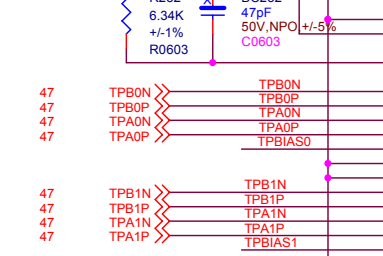 6.34K
+/-1%
R0603
47pF
50V,NPO,+/-5%
C0603
47 TPB0N TPB0N
47 TPB0P TPB0P
47 TPA0N TPA0N
47 TPA0P TPA0P
TPBIAS0
47 TPB1N TPB1N
47 TPB1P TPB1P
47 TPA1N TPA1N
47 TPA1P TPA1P
TPBIAS1